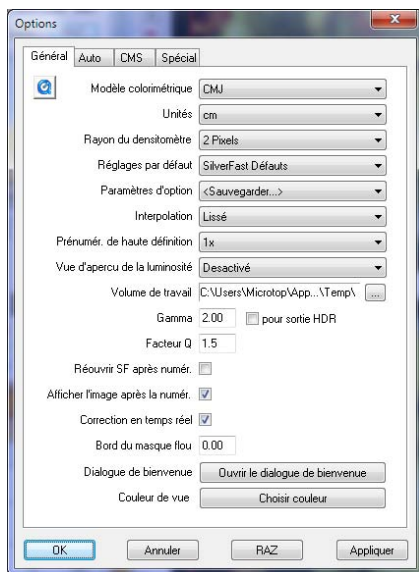 Options
Général Auto CMS Spécial
Modèle colorimétrique CMJ
Unités cm
Rayon du densitomètre 2 Pixels
Réglages par défaut SilverFast Défauts
Paramètres d'option <Sauvegarder...>
Interpolation Lissé
Prénumér. de haute définition 1x
Vue d'apercu de la luminosité Desactivé
Volume de travail C:\Users\Microtop\App...\Temp\ ...
Gamma 2.00 pour sortie HDR
Facteur Q 1.5
Réouvrir SF après numér.
Afficher l'image après la numér.
Correction en temps réel
Bord du masque flou 0.00
Dialogue de bienvenue Ouvrir le dialogue de bienvenue
Couleur de vue Choisir couleur
OK Annuler RAZ Appliquer